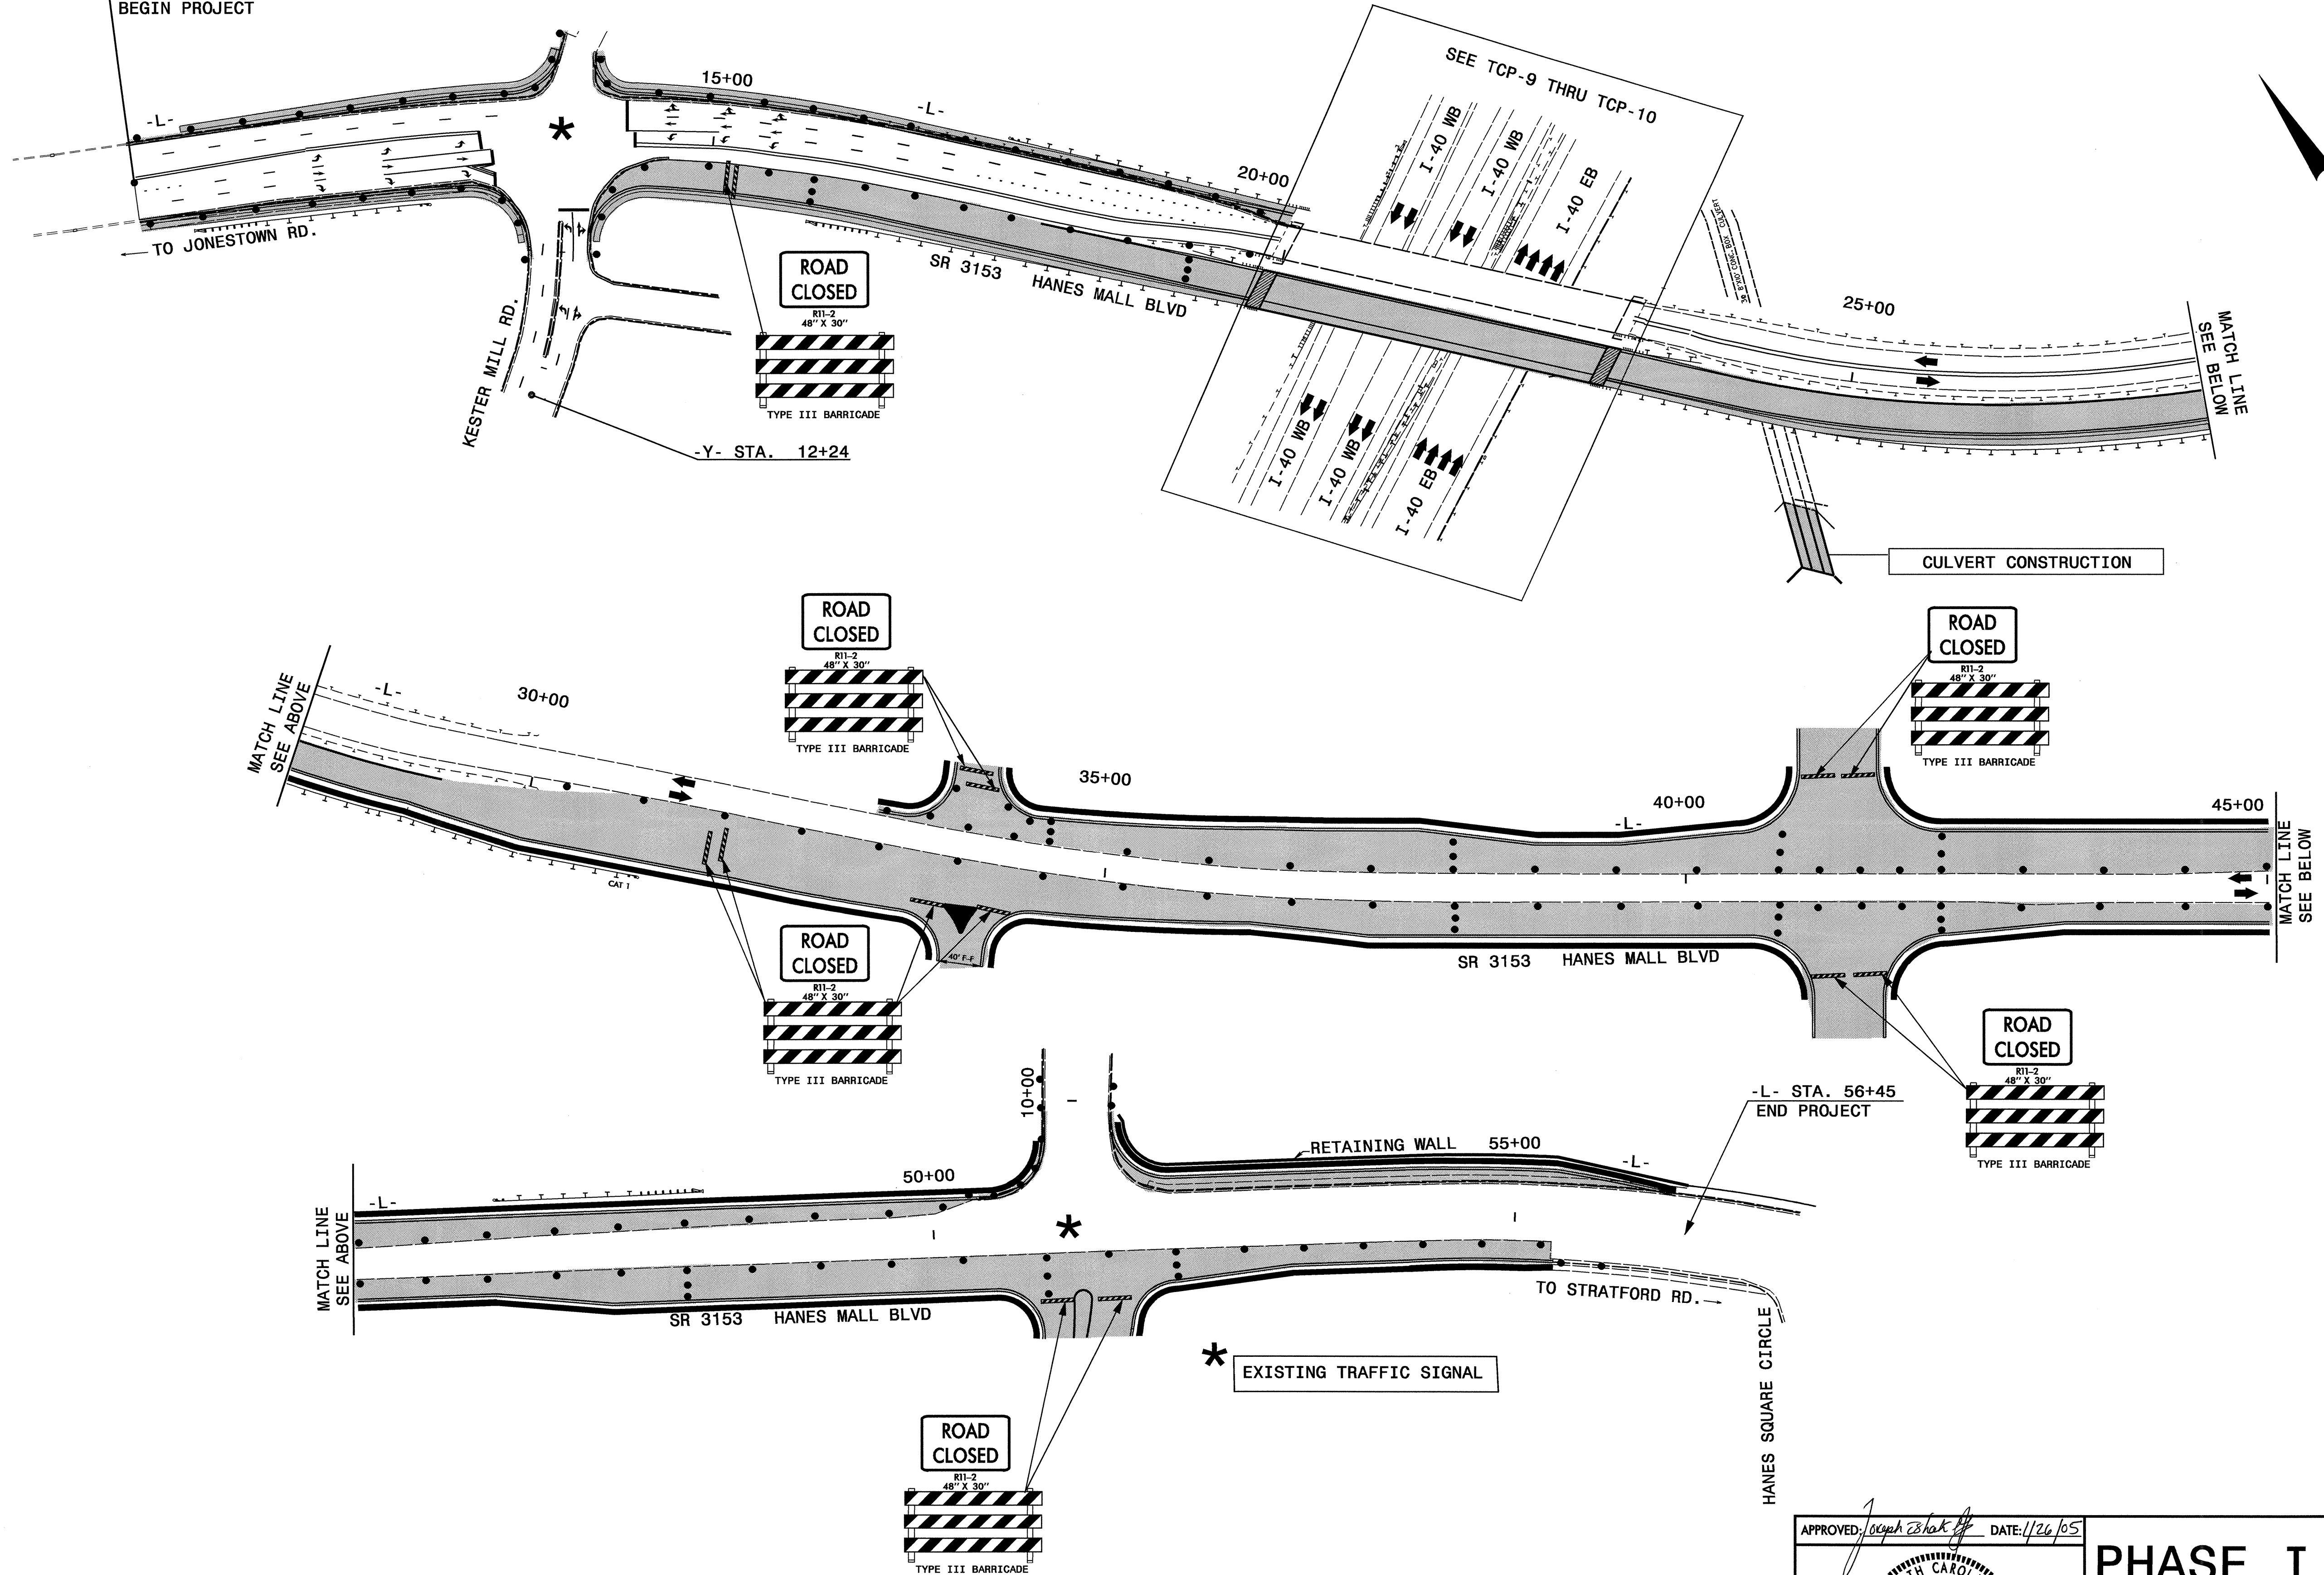 BEGIN PROJECT
-L-
15+00
-L-
20+00
SEE TCP-9 THRU TCP-10
I-40 WB
I-40 WB
I-40 EB
25+00
MATCH LINE
SEE BELOW
TO JONESTOWN RD.
ROAD
CLOSED
R11-2
48" X 30"
TYPE III BARRICADE
SR 3153 HANES MALL BLVD
KESTER MILL RD.
-Y- STA. 12+24
I-40 WB
I-40 WB
I-40 EB
CULVERT CONSTRUCTION
MATCH LINE
SEE ABOVE
-L-
30+00
ROAD
CLOSED
R11-2
48" X 30"
TYPE III BARRICADE
35+00
40+00
-L-
ROAD
CLOSED
R11-2
48" X 30"
TYPE III BARRICADE
45+00
MATCH LINE
SEE BELOW
CAT 1
40' F-F
ROAD
CLOSED
R11-2
48" X 30"
TYPE III BARRICADE
SR 3153 HANES MALL BLVD
ROAD
CLOSED
R11-2
48" X 30"
TYPE III BARRICADE
MATCH LINE
SEE ABOVE
-L-
50+00
10+00
RETAINING WALL 55+00
-L-
-L- STA. 56+45
END PROJECT
SR 3153 HANES MALL BLVD
TO STRATFORD RD.
HANES SQUARE CIRCLE
* EXISTING TRAFFIC SIGNAL
ROAD
CLOSED
R11-2
48" X 30"
TYPE III BARRICADE
APPROVED: DATE: 1/26/05
PHASE I